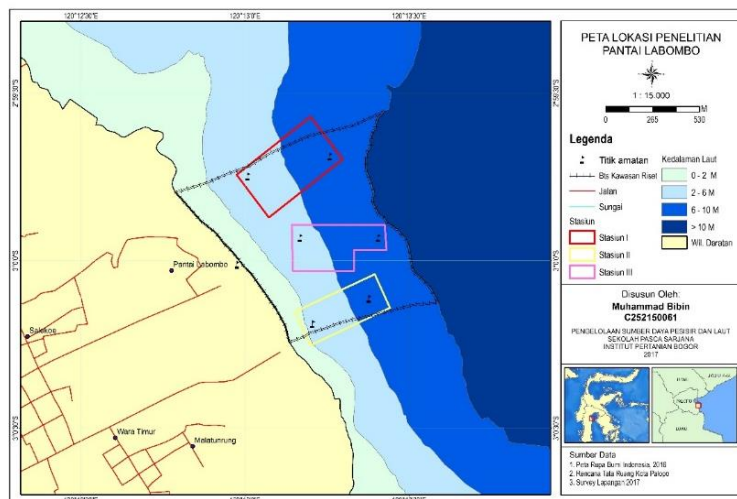 120°12'30"E 120°13'0"E 120°13'30"E
2°59'30"S
3°0'0"S
3°0'30"S
Pantai Labombo
Salekoe
Wara Timur
Malatunrung
PETA LOKASI PENELITIAN
PANTAI LABOMBO
1 : 15.000
0 265 530
M
Legenda
Titik amatan
Bts Kawasan Riset
Jalan
Sungai
Stasiun
Stasiun I
Stasiun II
Stasiun III
Kedalaman Laut
0 - 2 M
2 - 6 M
6 - 10 M
> 10 M
Wil. Daratan
Disusun Oleh:
Muhammad Bibin
C252150061
PENGELOLAAN SUMBER DAYA PESISIR DAN LAUT
SEKOLAH PASCA SARJANA
INSTITUT PERTANIAN BOGOR
2017
Sumber Data
1. Peta Rupa Bumi Indonesia, 2016
2. Rencana Tata Ruang Kota Palopo
3. Survey Lapangan 2017